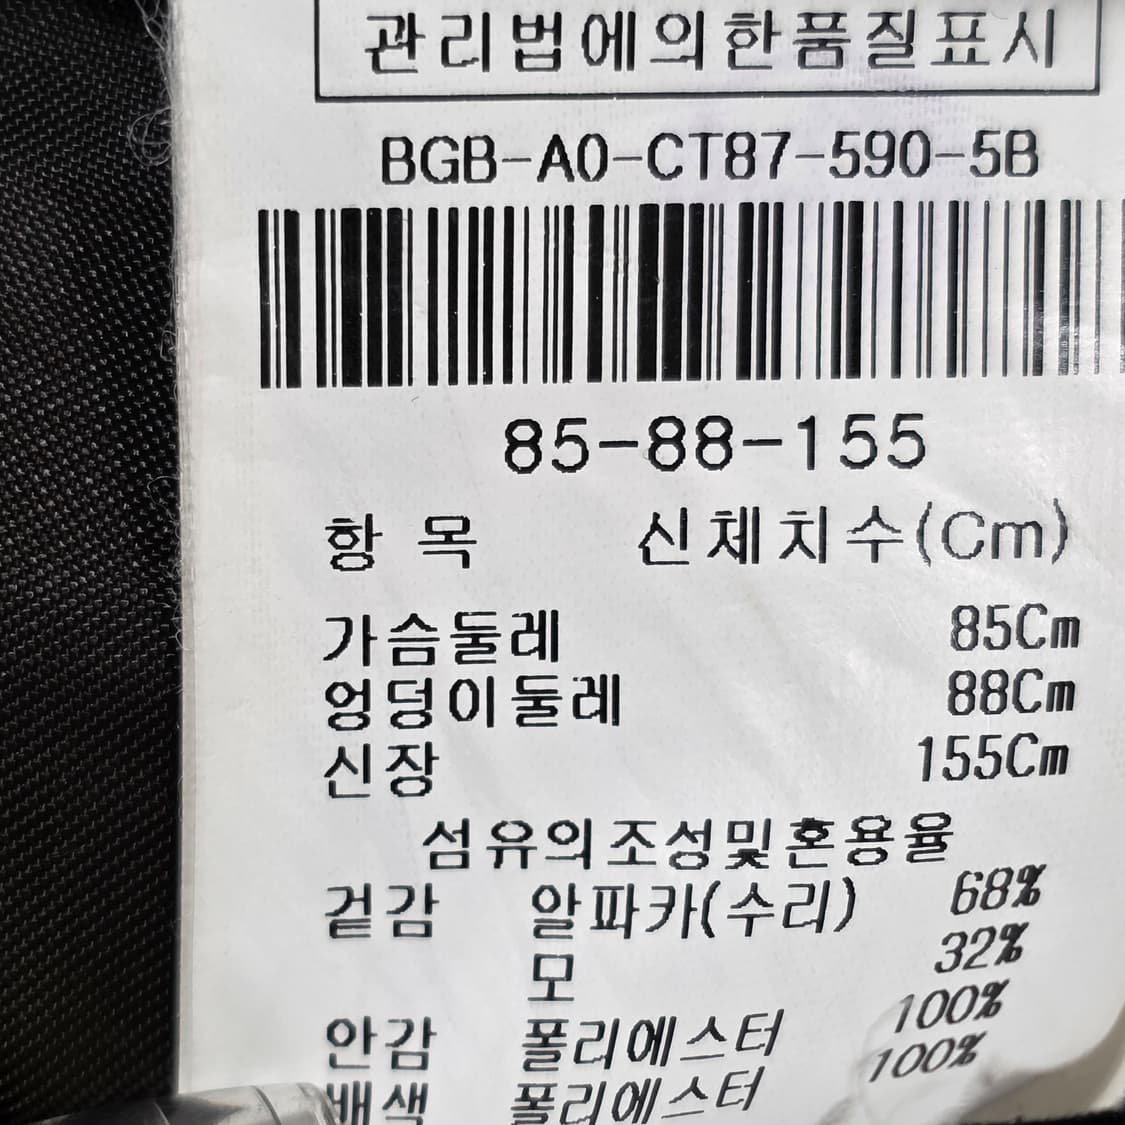 관리법에의한품질표시
BGB-A0-CT87-590-5B
85-88-155
항 목 신체치수(Cm)
가슴둘레 85Cm
엉덩이둘레 88Cm
신장 155Cm
섬유의조성및혼용율
겉감 알파카(수리) 68%
모 32%
안감 폴리에스터 100%
배색 폴리에스터 100%